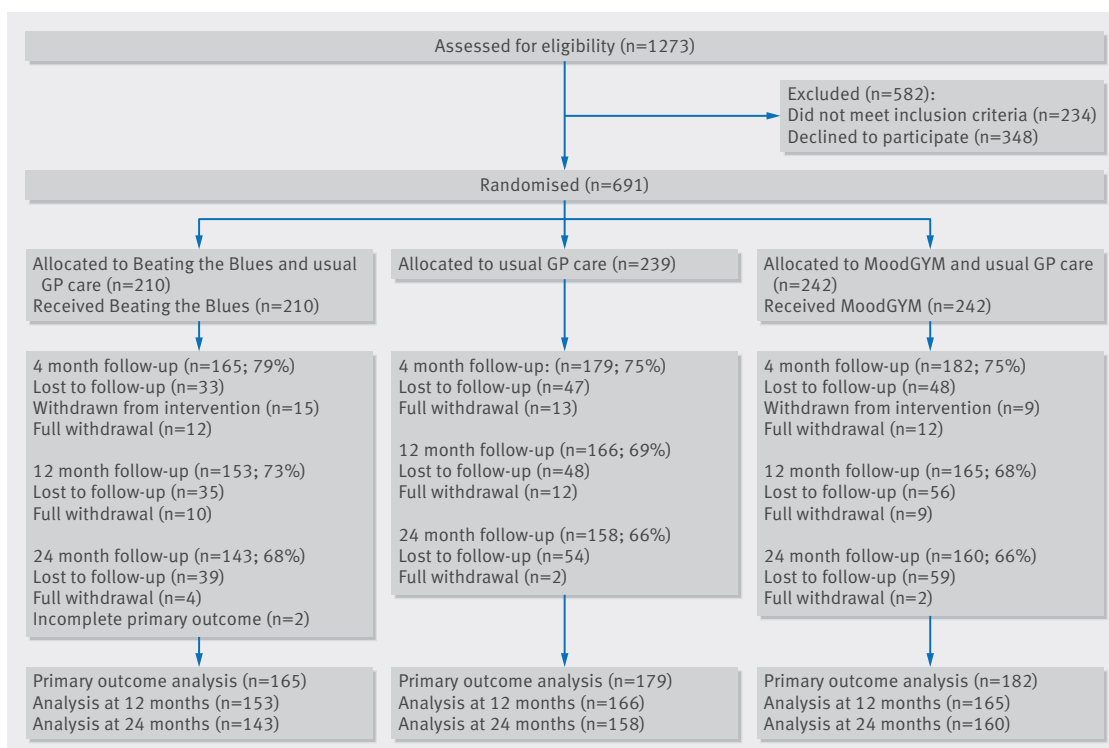 Assessed for eligibility (n=1273)
Excluded (n=582):
Did not meet inclusion criteria (n=234)
Declined to participate (n=348)
Randomised (n=691)
Allocated to Beating the Blues and usual
GP care (n=210)
Received Beating the Blues (n=210)
Allocated to usual GP care (n=239)
Allocated to MoodGYM and usual GP care
(n=242)
Received MoodGYM (n=242)
4 month follow-up (n=165; 79%)
Lost to follow-up (n=33)
Withdrawn from intervention (n=15)
Full withdrawal (n=12)
12 month follow-up (n=153; 73%)
Lost to follow-up (n=35)
Full withdrawal (n=10)
24 month follow-up (n=143; 68%)
Lost to follow-up (n=39)
Full withdrawal (n=4)
Incomplete primary outcome (n=2)
4 month follow-up: (n=179; 75%)
Lost to follow-up (n=47)
Full withdrawal (n=13)
12 month follow-up (n=166; 69%)
Lost to follow-up (n=48)
Full withdrawal (n=12)
24 month follow-up (n=158; 66%)
Lost to follow-up (n=54)
Full withdrawal (n=2)
4 month follow-up (n=182; 75%)
Lost to follow-up (n=48)
Withdrawn from intervention (n=9)
Full withdrawal (n=12)
12 month follow-up (n=165; 68%)
Lost to follow-up (n=56)
Full withdrawal (n=9)
24 month follow-up (n=160; 66%)
Lost to follow-up (n=59)
Full withdrawal (n=2)
Primary outcome analysis (n=165)
Analysis at 12 months (n=153)
Analysis at 24 months (n=143)
Primary outcome analysis (n=179)
Analysis at 12 months (n=166)
Analysis at 24 months (n=158)
Primary outcome analysis (n=182)
Analysis at 12 months (n=165)
Analysis at 24 months (n=160)